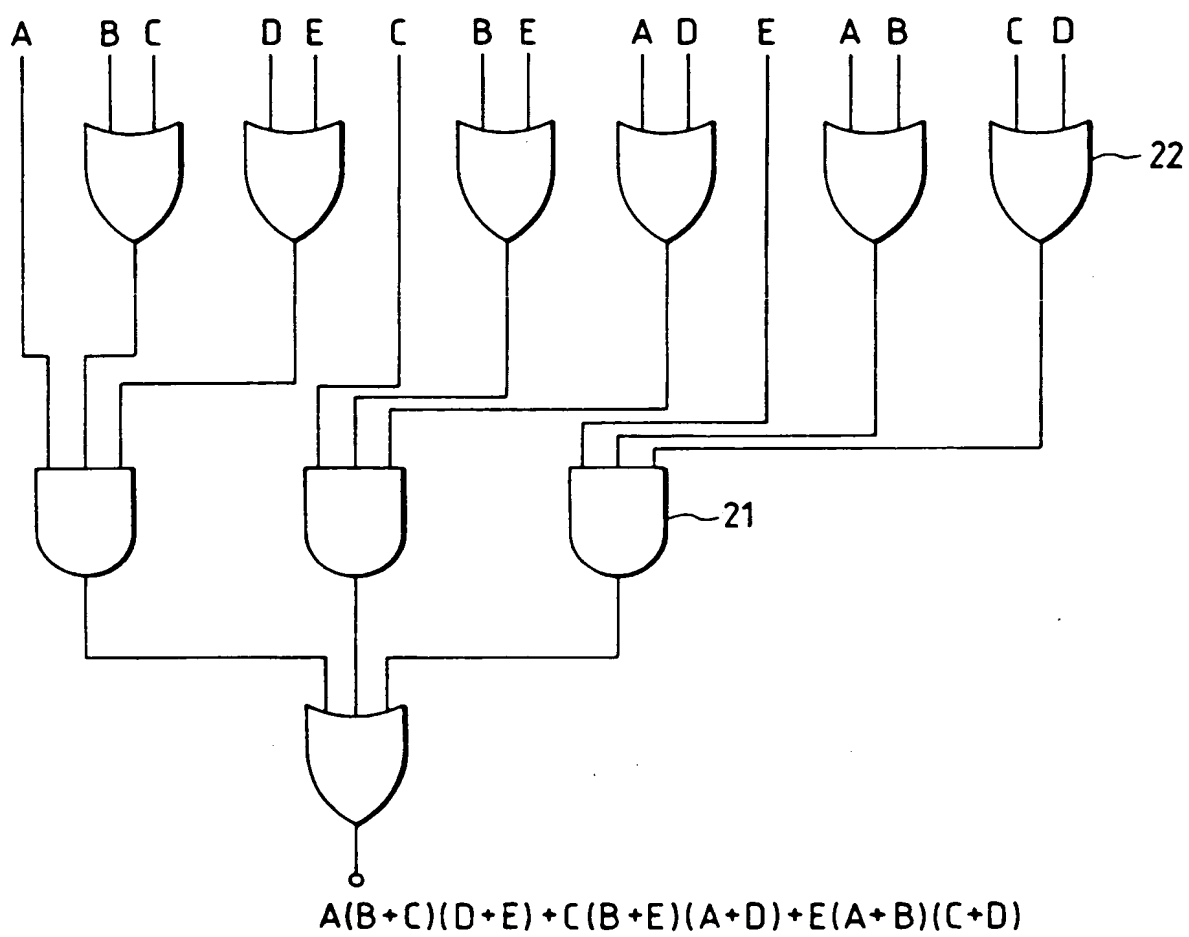 A B C D E C B E A D E A B C D
22
21
A(B+C)(D+E)+C(B+E)(A+D)+E(A+B)(C+D)